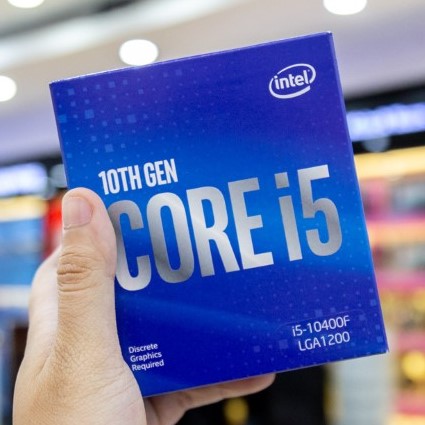 intel
10TH GEN
CORE i5
i5-10400F
LGA1200
Discrete
Graphics
Required